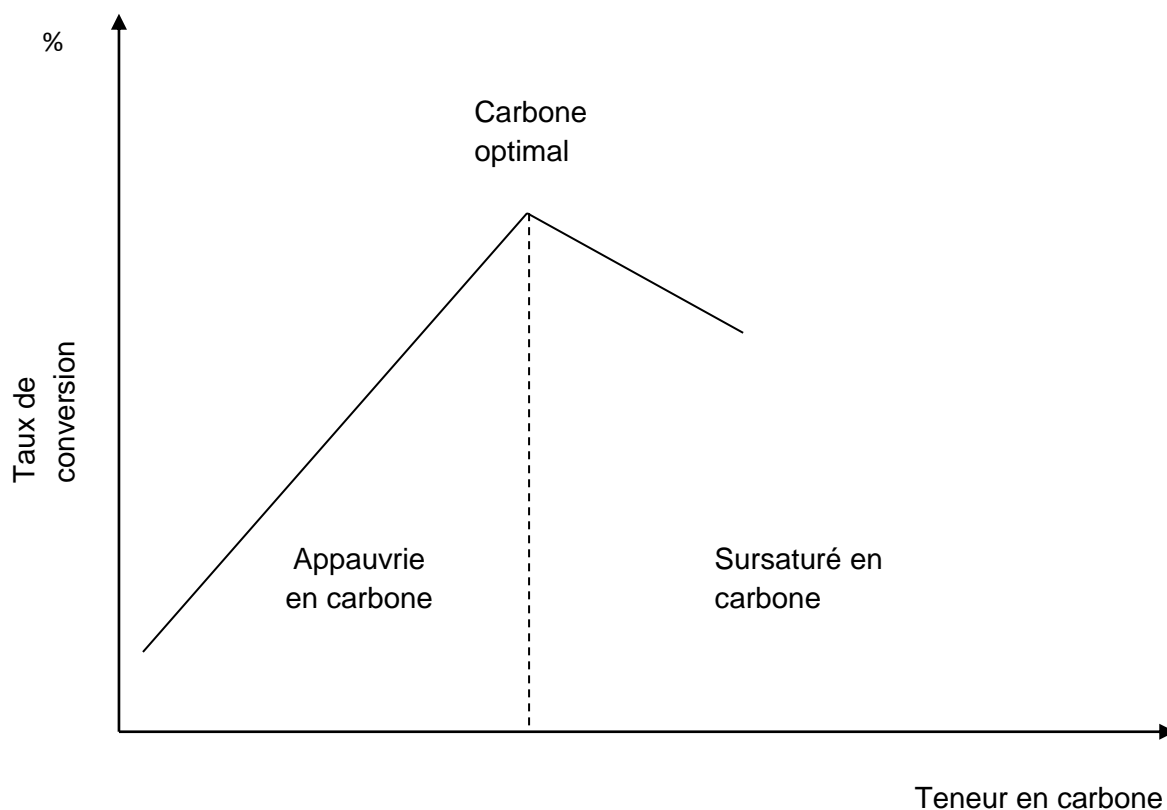 %
Carbone
optimal
Taux de
conversion
Appauvrie
en carbone
Sursaturé en
carbone
Teneur en carbone